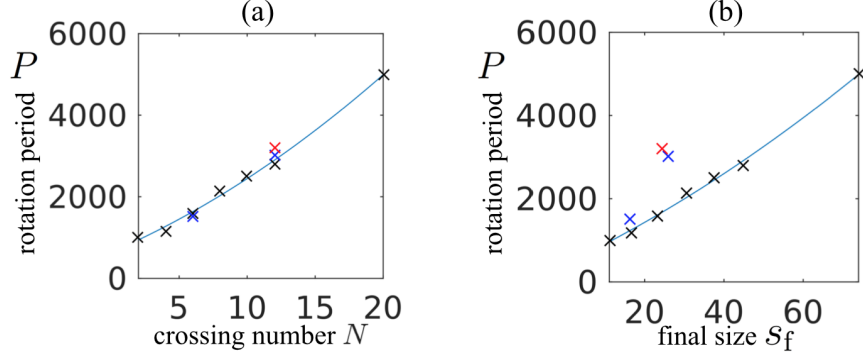 (a)
6000
P
4000
2000
0
rotation period
5 10 15 20
crossing number N
(b)
6000
P
4000
2000
0
rotation period
20 40 60
final size sf